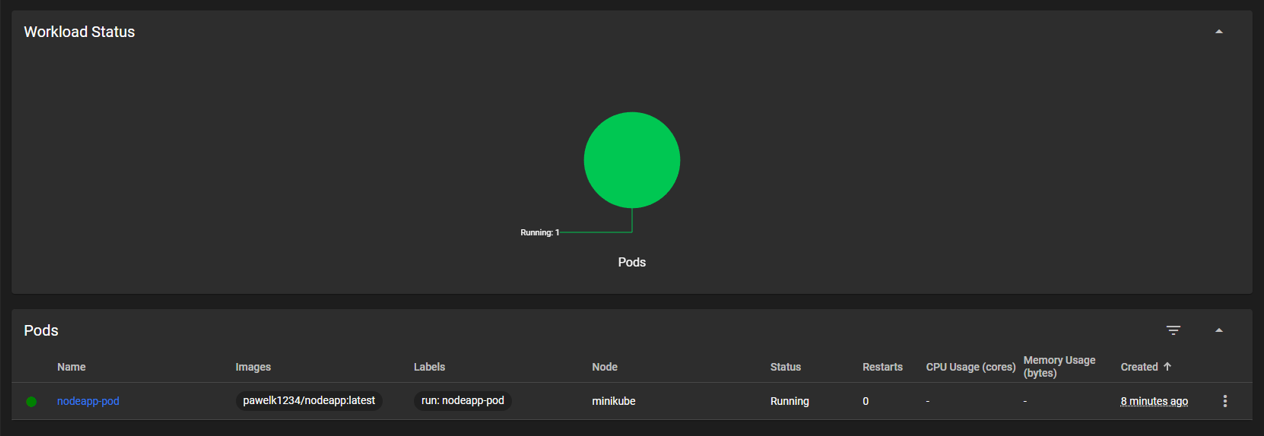 Workload Status
Running: 1
Pods
Pods
Name Images Labels Node Status Restarts CPU Usage (cores) Memory Usage (bytes) Created
nodeapp-pod pawelk1234/nodeapp:latest run: nodeapp-pod minikube Running 0 - - 8 minutes ago